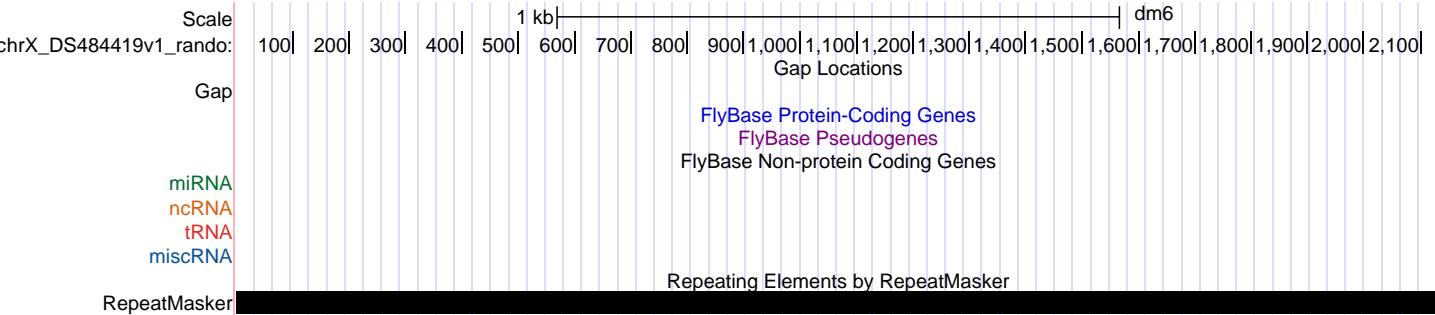 Scale 1 kb dm6
chrX_DS484419v1_rando: 100| 200| 300| 400| 500| 600| 700| 800| 900| 1,000| 1,100| 1,200| 1,300| 1,400| 1,500| 1,600| 1,700| 1,800| 1,900| 2,000| 2,100|
Gap Locations
Gap
FlyBase Protein-Coding Genes
FlyBase Pseudogenes
FlyBase Non-protein Coding Genes
miRNA
ncRNA
tRNA
miscRNA
Repeating Elements by RepeatMasker
RepeatMasker